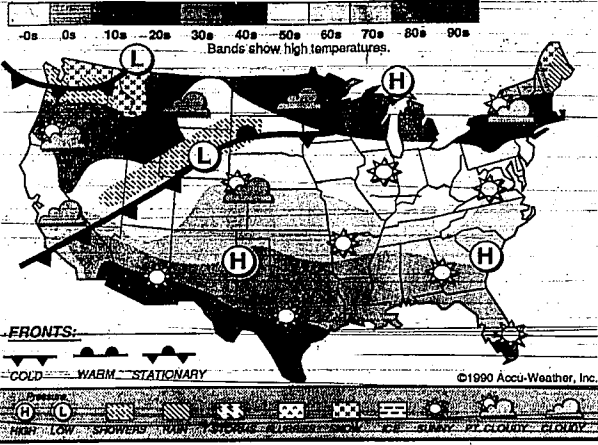 -0s .0s 10s 20s 30s 40s 50s 60s 70s 80s 90s
Bands show high temperatures.
L
H
L
H
H
FRONTS:
COLD WARM STATIONARY
©1990 Accu-Weather, Inc.
Pressure
H L
HIGH LOW SHOWERS RAIN T-STORMS FLURRIES SNOW ICE SUNNY PT. CLOUDY CLOUDY